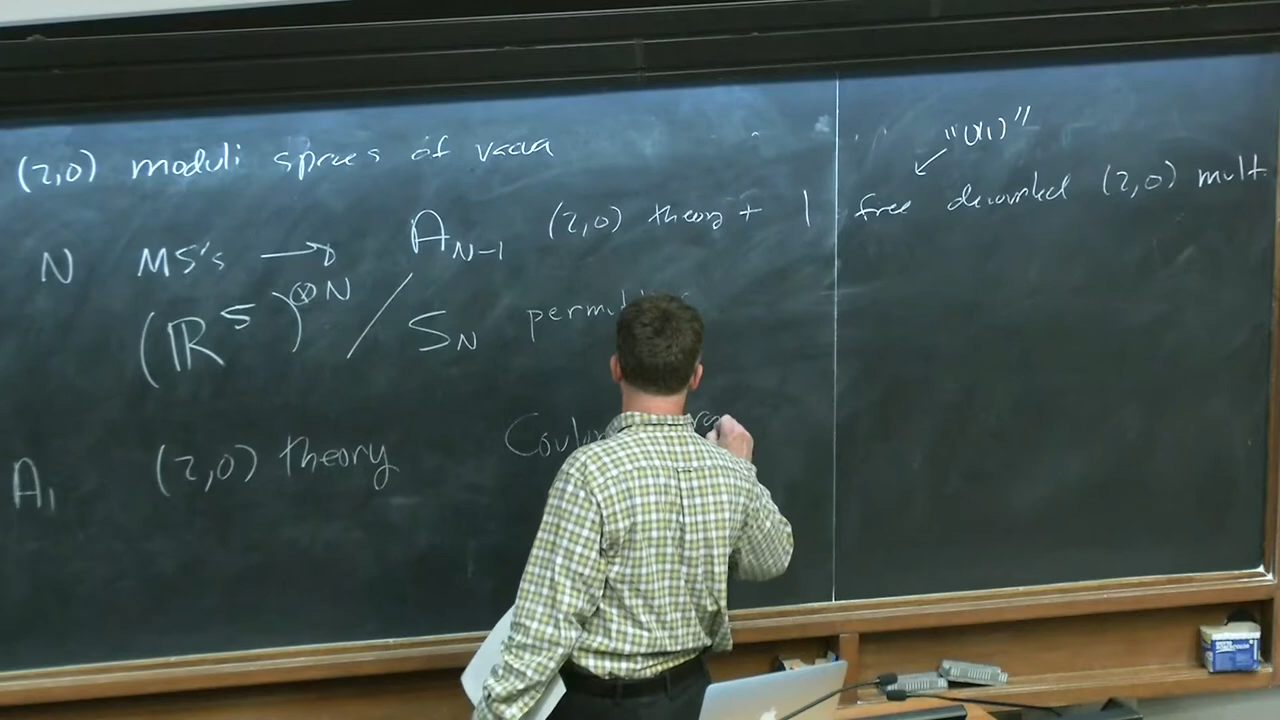 (2,0) moduli spaces of vacua
"U(1)"
N M5's → A_{N-1} (2,0) theory + 1 free decoupled (2,0) mult.
(ℝ^5)^{⊗N} / S_N
A_1 (2,0) theory